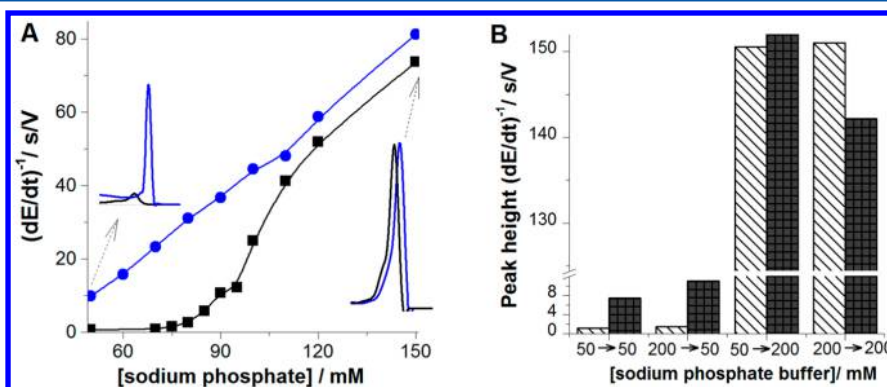 A
80
60
40
20
0
(dE/dt)⁻¹/ s/V
60 90 120 150
[sodium phosphate] / mM
B
150
140
130
8
4
0
Peak height (dE/dt)⁻¹/ s/V
50→50 200→50 50→200 200→200
[sodium phosphate buffer]/ mM